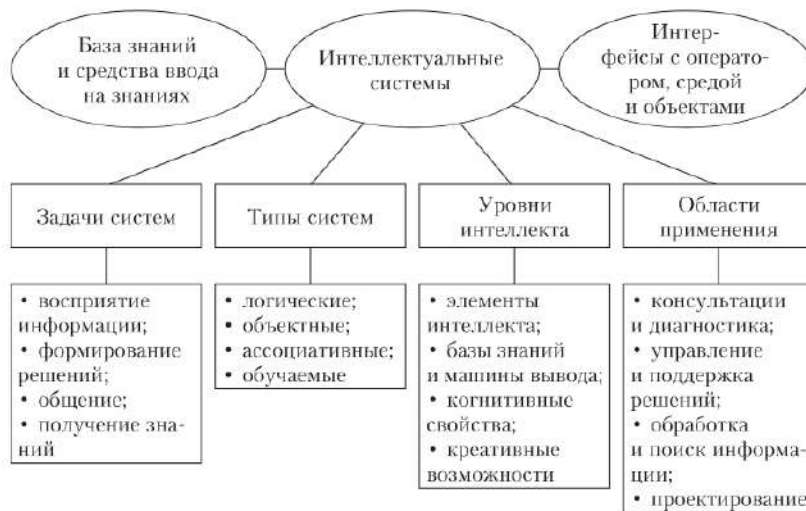 База знаний
и средства ввода
на знаниях
Интеллектуальные
системы
Интер-
фейсы с операто-
ром, средой
и объектами
Задачи систем
Типы систем
Уровни
интеллекта
Области
применения
• восприятие
информации;
• формирование
решений;
• общение;
• получение зна-
ний
• логические;
• объектные;
• ассоциативные;
• обучаемые
• элементы
интеллекта;
• базы знаний
и машины вывода;
• когнитивные
свойства;
• креативные
возможности
• консультации
и диагностика;
• управление
и поддержка
решений;
• обработка
и поиск информа-
ции;
• проектирование